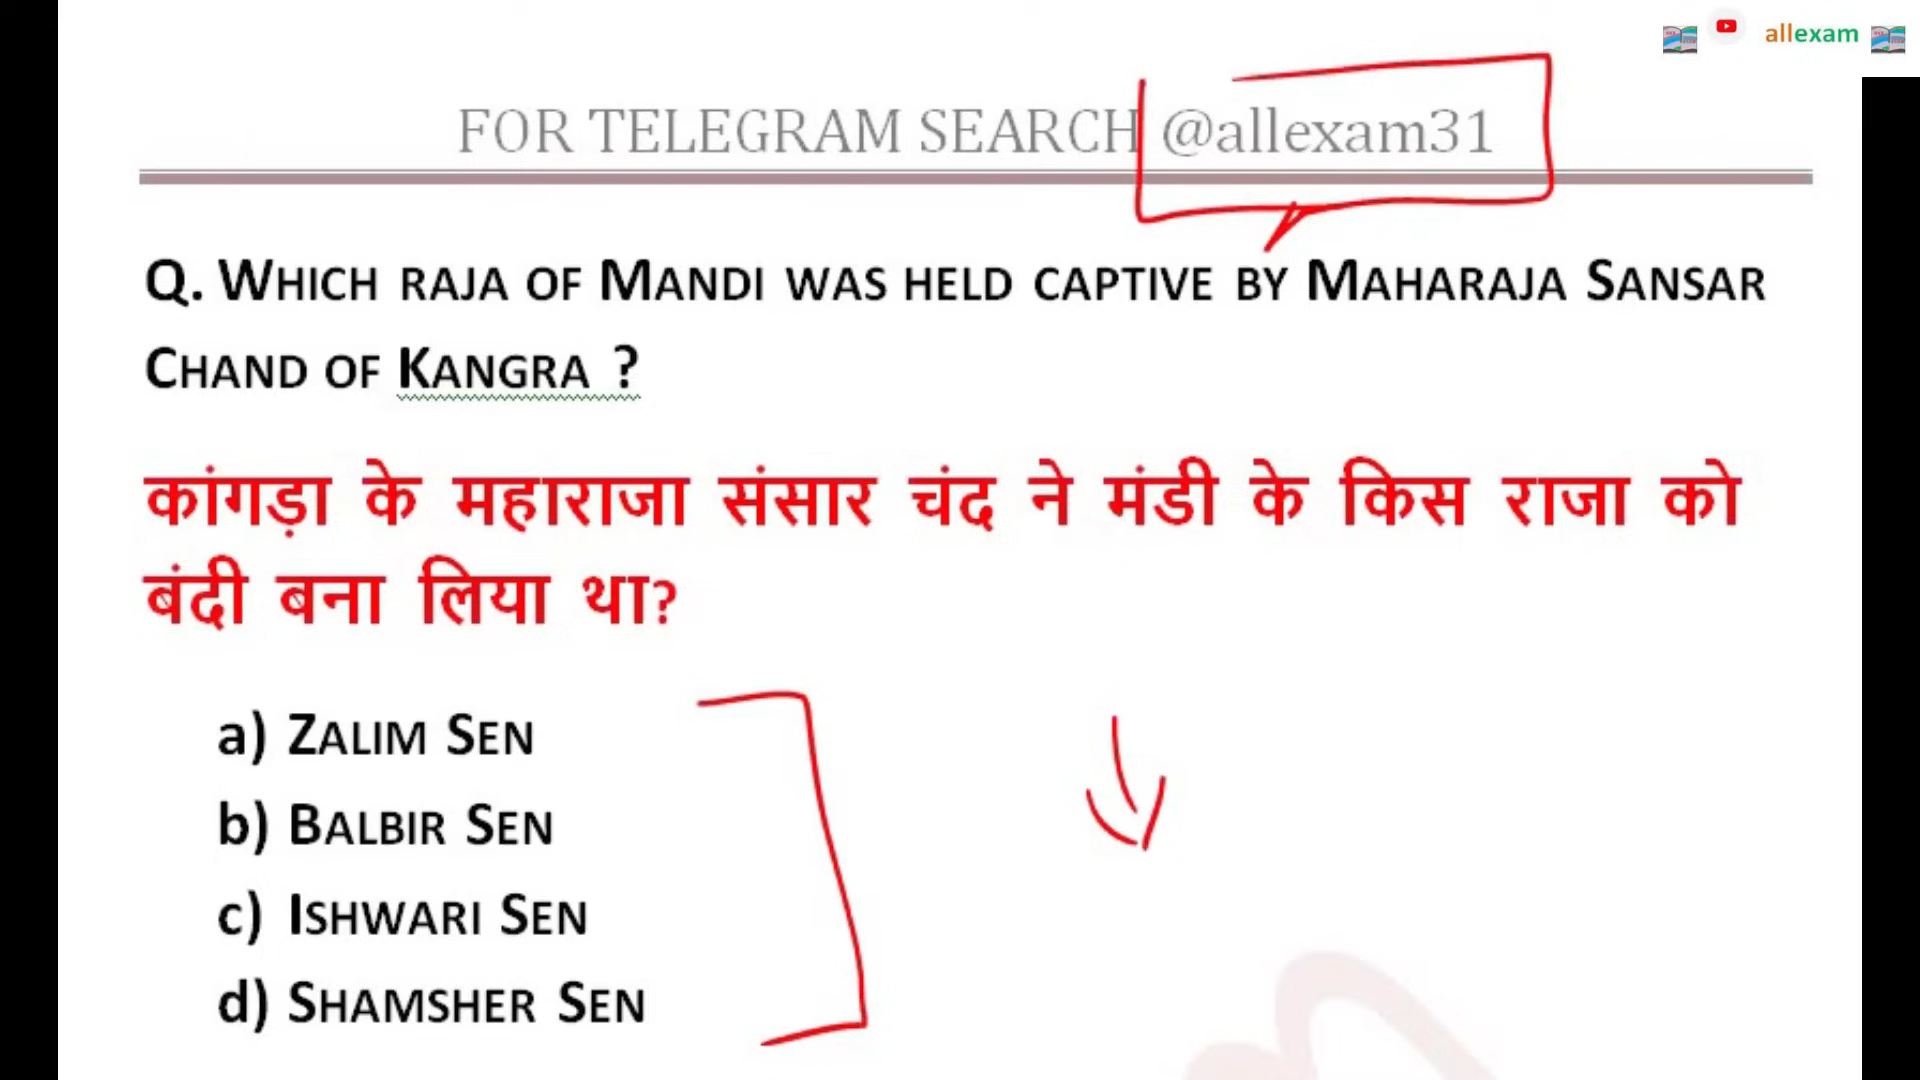 allexam
FOR TELEGRAM SEARCH @allexam31
Q. WHICH RAJA OF MANDI WAS HELD CAPTIVE BY MAHARAJA SANSAR
CHAND OF KANGRA ?
कांगड़ा के महाराजा संसार चंद ने मंडी के किस राजा को
बंदी बना लिया था?
a) ZALIM SEN
b) BALBIR SEN
c) ISHWARI SEN
d) SHAMSHER SEN